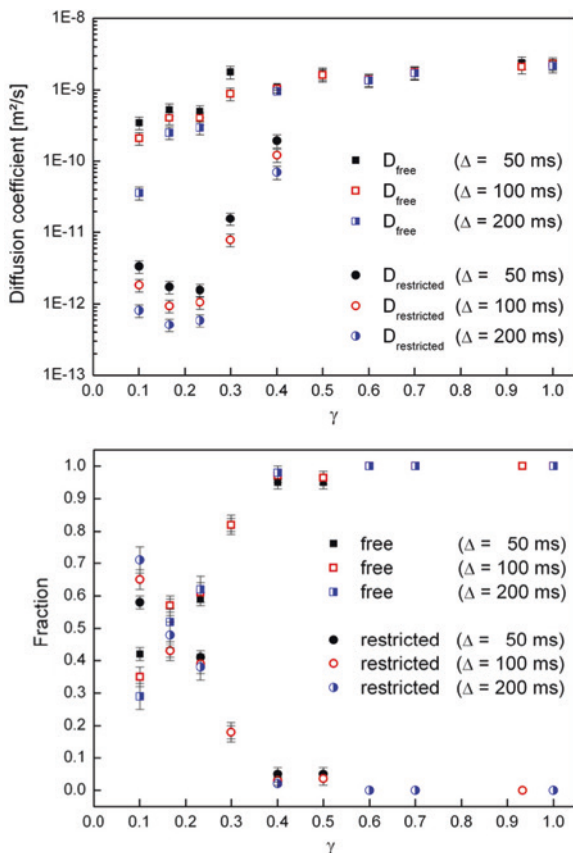 1E-8
1E-9
1E-10
1E-11
1E-12
1E-13
Diffusion coefficient [m²/s]
D_free (Δ = 50 ms)
D_free (Δ = 100 ms)
D_free (Δ = 200 ms)
D_restricted (Δ = 50 ms)
D_restricted (Δ = 100 ms)
D_restricted (Δ = 200 ms)
0.0 0.1 0.2 0.3 0.4 0.5 0.6 0.7 0.8 0.9 1.0
γ
1.0
0.9
0.8
0.7
0.6
0.5
0.4
0.3
0.2
0.1
0.0
Fraction
free (Δ = 50 ms)
free (Δ = 100 ms)
free (Δ = 200 ms)
restricted (Δ = 50 ms)
restricted (Δ = 100 ms)
restricted (Δ = 200 ms)
0.0 0.1 0.2 0.3 0.4 0.5 0.6 0.7 0.8 0.9 1.0
γ